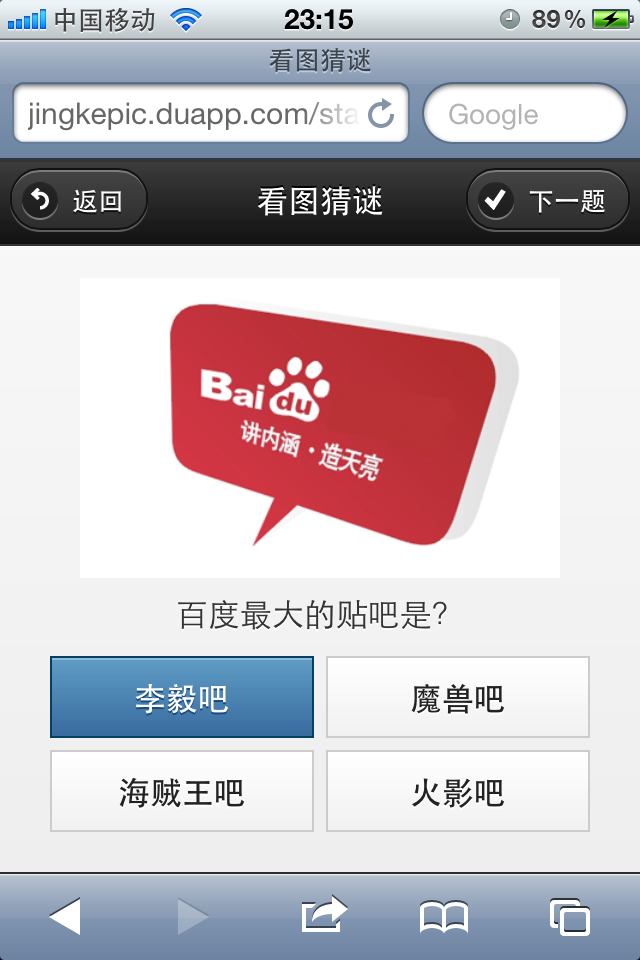 中国移动 23:15 89%
看图猜谜
jingkepic.duapp.com/sta Google
返回 看图猜谜 下一题
Bai du
讲内涵·造天亮
百度最大的贴吧是?
李毅吧 魔兽吧
海贼王吧 火影吧